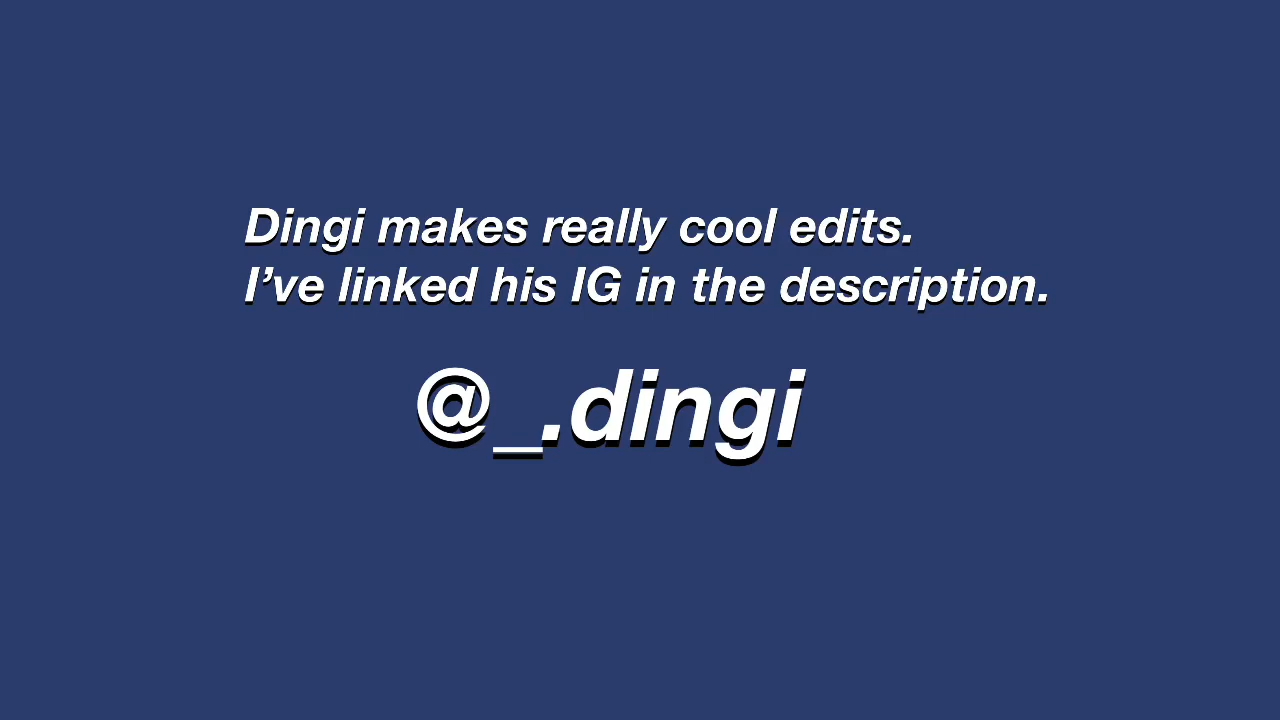 Dingi makes really cool edits.
I’ve linked his IG in the description.
@_.dingi